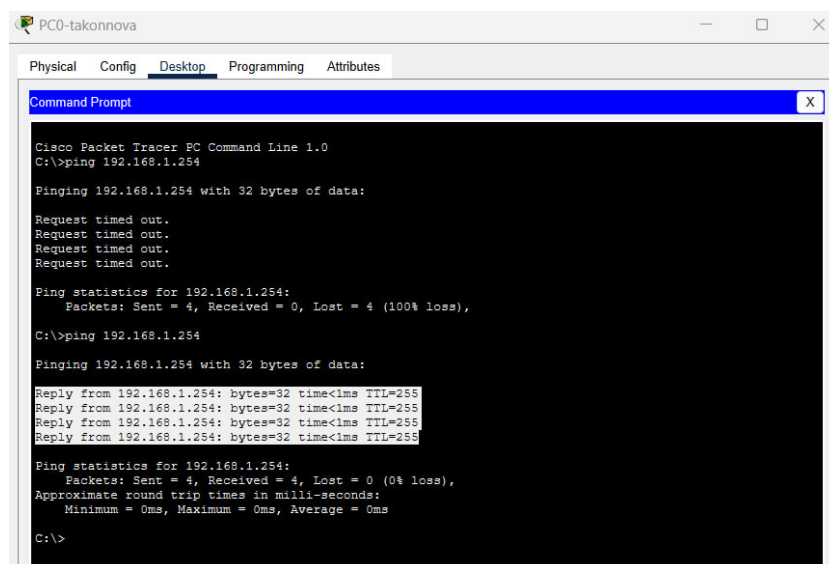 PC0-takonnova
Physical Config Desktop Programming Attributes
Command Prompt
X
Cisco Packet Tracer PC Command Line 1.0
C:\>ping 192.168.1.254
Pinging 192.168.1.254 with 32 bytes of data:
Request timed out.
Request timed out.
Request timed out.
Request timed out.
Ping statistics for 192.168.1.254:
Packets: Sent = 4, Received = 0, Lost = 4 (100% loss),
C:\>ping 192.168.1.254
Pinging 192.168.1.254 with 32 bytes of data:
Reply from 192.168.1.254: bytes=32 time<1ms TTL=255
Reply from 192.168.1.254: bytes=32 time<1ms TTL=255
Reply from 192.168.1.254: bytes=32 time<1ms TTL=255
Reply from 192.168.1.254: bytes=32 time<1ms TTL=255
Ping statistics for 192.168.1.254:
Packets: Sent = 4, Received = 4, Lost = 0 (0% loss),
Approximate round trip times in milli-seconds:
Minimum = 0ms, Maximum = 0ms, Average = 0ms
C:\>